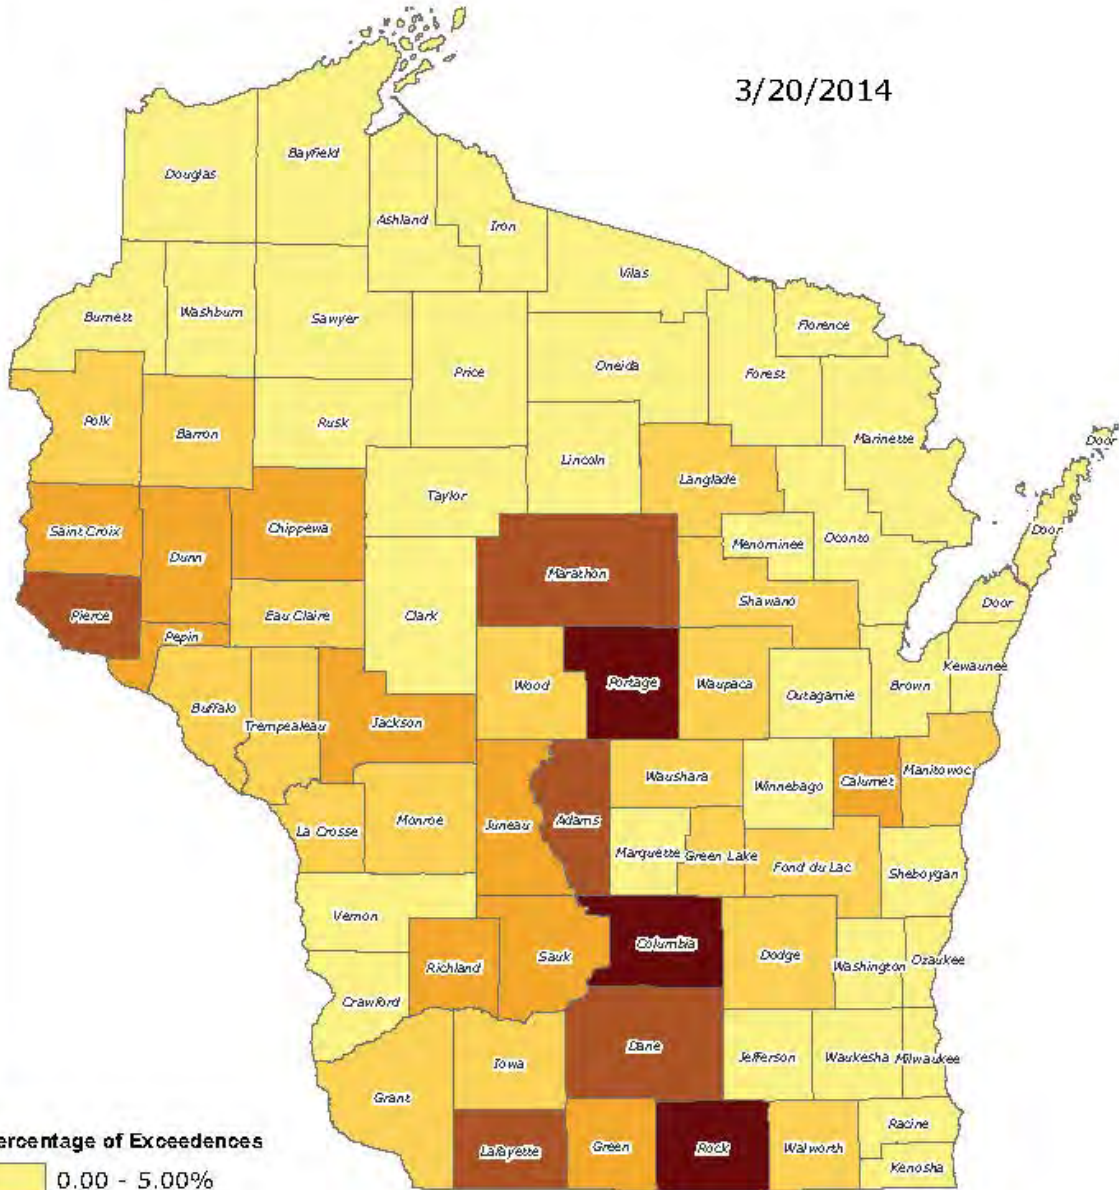 3/20/2014
Bayfield
Douglas
Ashland
Iron
Vilas
Burnett
Washburn
Sawyer
Florence
Price
Oneida
Forest
Polk
Barron
Rusk
Marinette
Door
Lincoln
Langlade
Taylor
Saint Croix
Chippewa
Door
Dunn
Menominee
Oconto
Marathon
Pierce
Eau Claire
Clark
Shawano
Door
Pepin
Kewaunee
Buffalo
Trempealeau
Wood
Portage
Waupaca
Outagamie
Brown
Jackson
Waushara
Winnebago
Calumet
Manitowoc
La Crosse
Monroe
Juneau
Adams
Marquette
Green Lake
Fond du Lac
Sheboygan
Vernon
Columbia
Richland
Sauk
Dodge
Washington
Ozaukee
Crawford
Dane
Iowa
Jefferson
Waukesha
Milwaukee
Grant
Racine
Lafayette
Green
Rock
Walworth
Kenosha
ercentage of Exceedences
0.00 - 5.00%